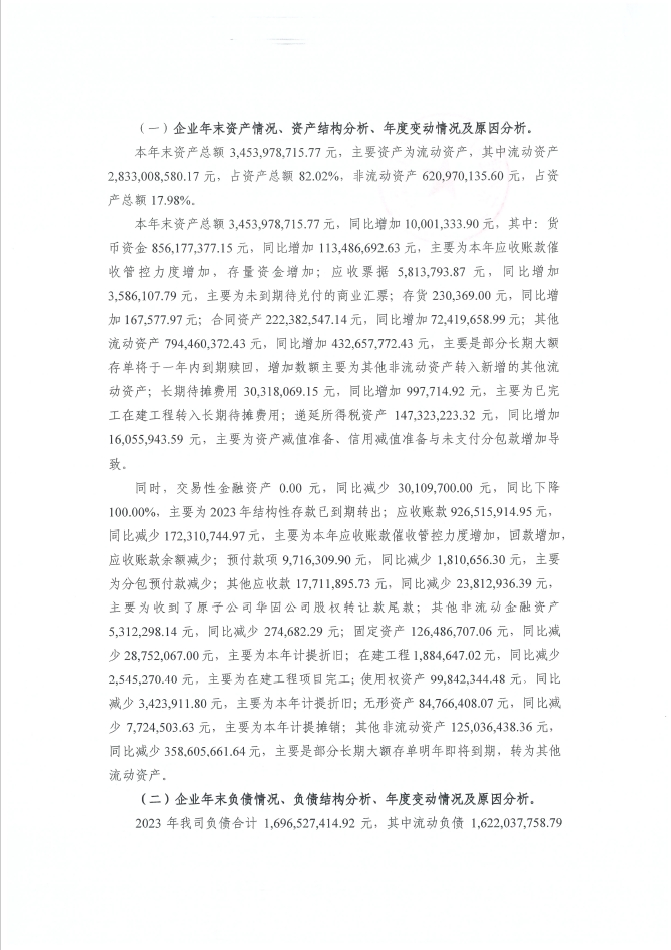 （一）企业年末资产情况、资产结构分析、年度变动情况及原因分析。
本年末资产总额 3,453,978,715.77 元，主要资产为流动资产，其中流动资产
2,833,008,580.17 元，占资产总额 82.02%，非流动资产 620,970,135.60 元，占资
产总额 17.98%。
本年末资产总额 3,453,978,715.77 元，同比增加 10,001,333.90 元，其中：货
币资金 856,177,377.15 元，同比增加 113,486,692.63 元，主要为本年应收账款催
收管控力度增加，存量资金增加；应收票据 5,813,793.87 元，同比增加
3,586,107.79 元，主要为未到期待兑付的商业汇票；存货 230,369.00 元，同比增
加 167,577.97 元；合同资产 222,382,547.14 元，同比增加 72,419,658.99 元；其他
流动资产 794,460,372.43 元，同比增加 432,657,772.43 元，主要是部分长期大额
存单将于一年内到期赎回，增加数额主要为其他非流动资产转入新增的其他流
动资产；长期待摊费用 30,318,069.15 元，同比增加 997,714.92 元，主要为已完
工在建工程转入长期待摊费用；递延所得税资产 147,323,223.32 元，同比增加
16,055,943.59 元，主要为资产减值准备、信用减值准备与未支付分包款增加导
致。
同时，交易性金融资产 0.00 元，同比减少 30,109,700.00 元，同比下降
100.00%，主要为 2023 年结构性存款已到期转出；应收账款 926,515,914.95 元，
同比减少 172,310,744.97 元，主要为本年应收账款催收管控力度增加，回款增加，
应收账款余额减少；预付款项 9,716,309.90 元，同比减少 1,810,656.30 元，主要
为分包预付款减少；其他应收款 17,711,895.73 元，同比减少 23,812,936.39 元，
主要为收到了原子公司华固公司股权转让款尾款；其他非流动金融资产
5,312,298.14 元，同比减少 274,682.29 元；固定资产 126,486,707.06 元，同比减
少 28,752,067.00 元，主要为本年计提折旧；在建工程 1,884,647.02 元，同比减少
2,545,270.40 元，主要为在建工程项目完工；使用权资产 99,842,344.48 元，同比
减少 3,423,911.80 元，主要为本年计提折旧；无形资产 84,766,408.07 元，同比减
少 7,724,503.63 元，主要为本年计提摊销；其他非流动资产 125,036,438.36 元，
同比减少 358,605,661.64 元，主要是部分长期大额存单明年即将到期，转为其他
流动资产。
（二）企业年末负债情况、负债结构分析、年度变动情况及原因分析。
2023 年我司负债合计 1,696,527,414.92 元，其中流动负债 1,622,037,758.79